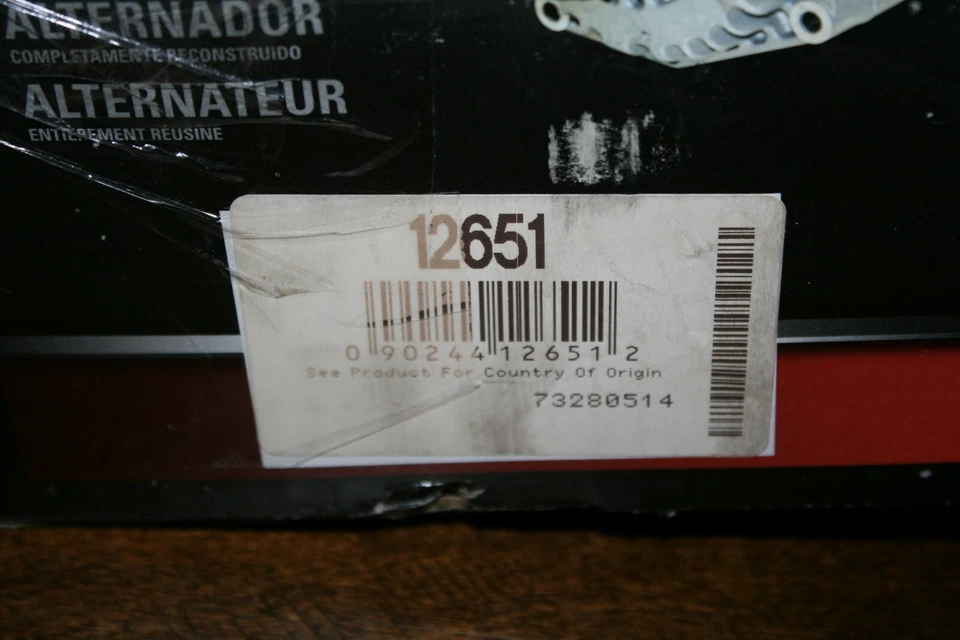 ALTERNADOR
COMPLETAMENTE RECONSTRUIDO
ALTERNATEUR
ENTIÈREMENT RÉUSINÉ
12651
0 90244 12651 2
See Product For Country Of Origin
73280514